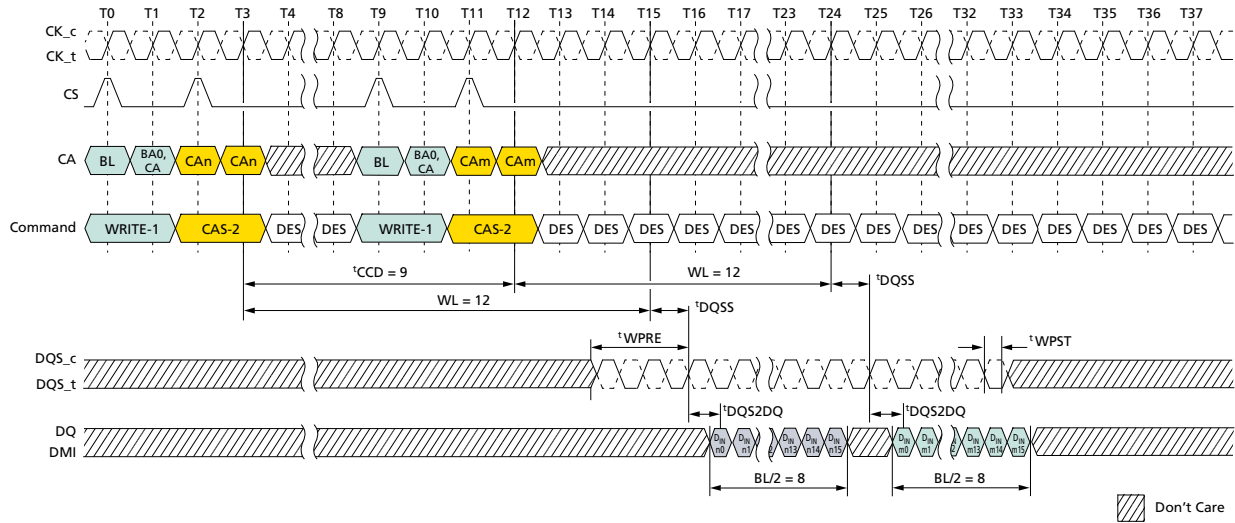 T0 T1 T2 T3 T4 T8 T9 T10 T11 T12 T13 T14 T15 T16 T17 T23 T24 T25 T26 T32 T33 T34 T35 T36 T37
CK_c
CK_t
CS
CA BL BA0, CA CAn CAn BL BA0, CA CAm CAm
Command WRITE-1 CAS-2 DES DES WRITE-1 CAS-2 DES DES DES DES DES DES DES DES DES DES DES DES DES DES DES
tCCD = 9 WL = 12 tDQSS
WL = 12 tDQSS
tWPRE tWPST
DQS_c
DQS_t
tDQS2DQ tDQS2DQ
DQ
DMI
DIN n0 DIN n1 DIN n13 DIN n14 DIN n15 DIN m0 DIN m1 DIN m13 DIN m14 DIN m15
BL/2 = 8 BL/2 = 8
Don't Care